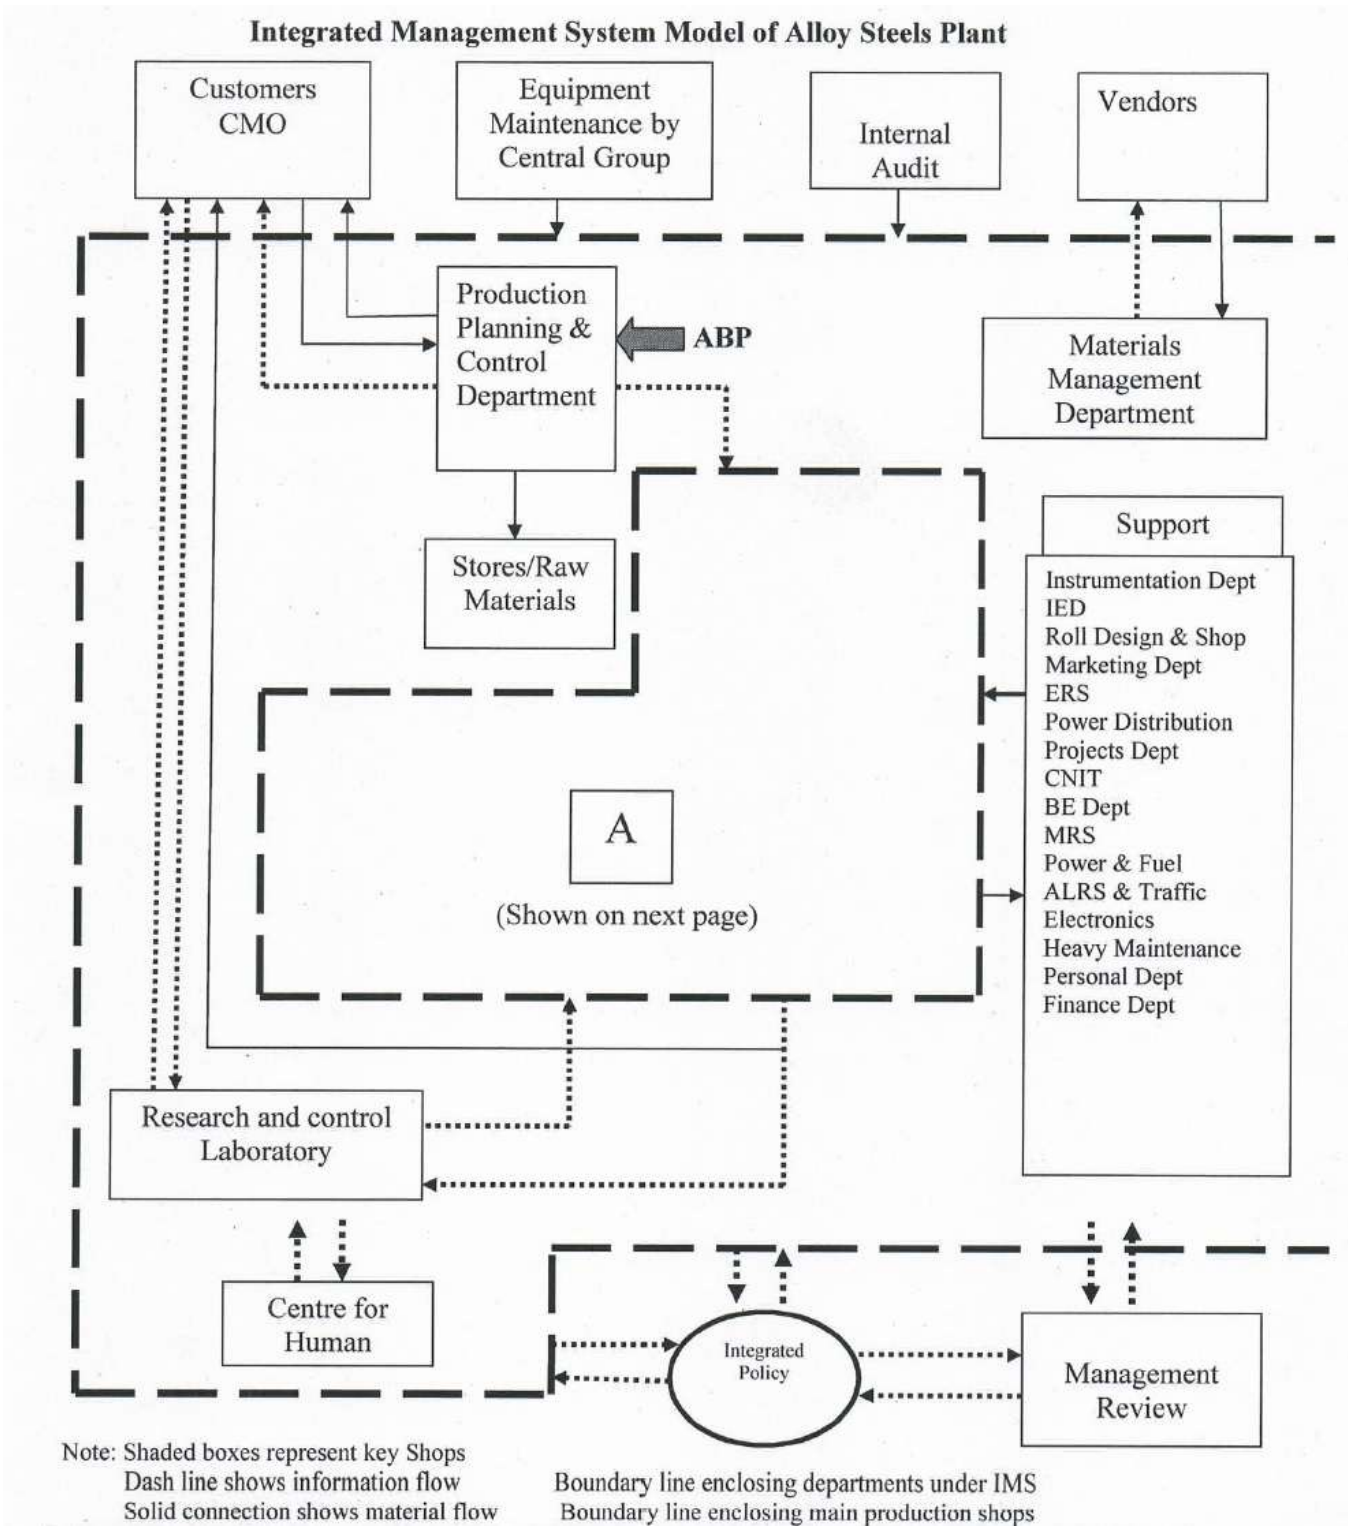 Integrated Management System Model of Alloy Steels Plant
Customers
CMO
Equipment
Maintenance by
Central Group
Internal
Audit
Vendors
Production
Planning &
Control
Department
ABP
Materials
Management
Department
Stores/Raw
Materials
Support
Instrumentation Dept
IED
Roll Design & Shop
Marketing Dept
ERS
Power Distribution
Projects Dept
CNIT
BE Dept
MRS
Power & Fuel
ALRS & Traffic
Electronics
Heavy Maintenance
Personal Dept
Finance Dept
A
(Shown on next page)
Research and control
Laboratory
Centre for
Human
Integrated
Policy
Management
Review
Note: Shaded boxes represent key Shops
Dash line shows information flow
Solid connection shows material flow
Boundary line enclosing departments under IMS
Boundary line enclosing main production shops